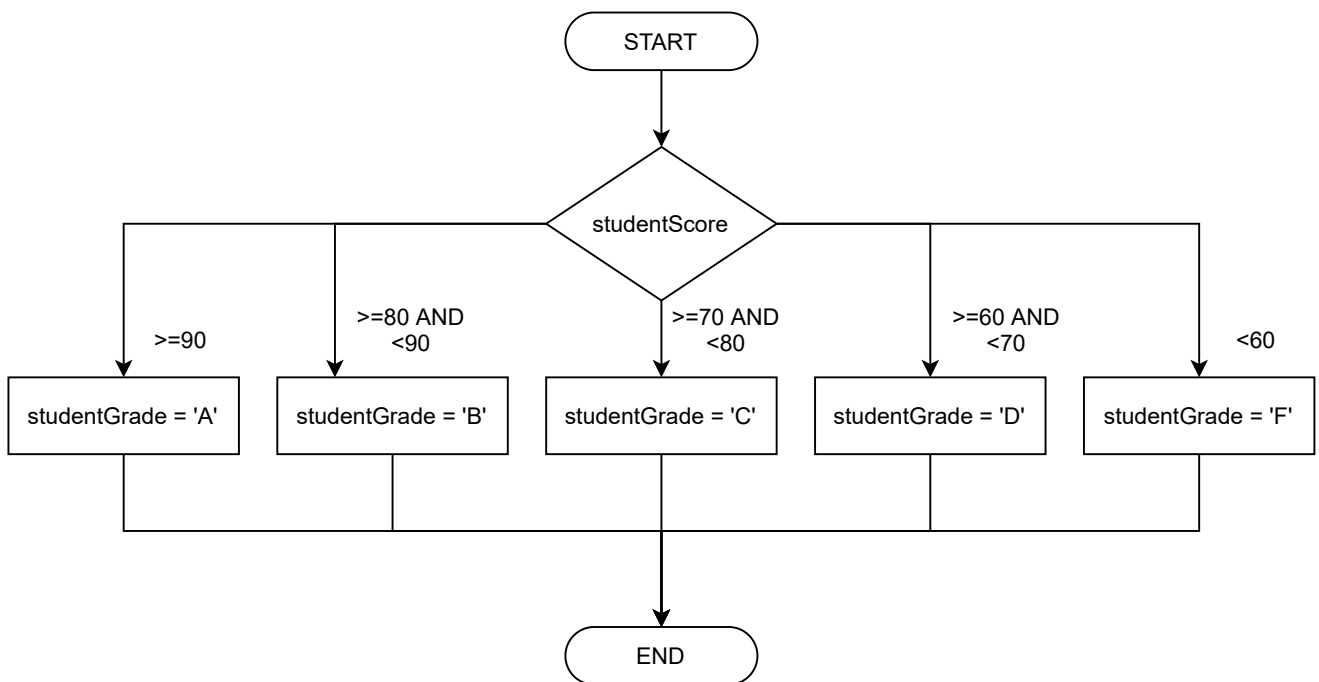 START
studentScore
>=90
>=80 AND
<90
>=70 AND
<80
>=60 AND
<70
<60
studentGrade = 'A'
studentGrade = 'B'
studentGrade = 'C'
studentGrade = 'D'
studentGrade = 'F'
END